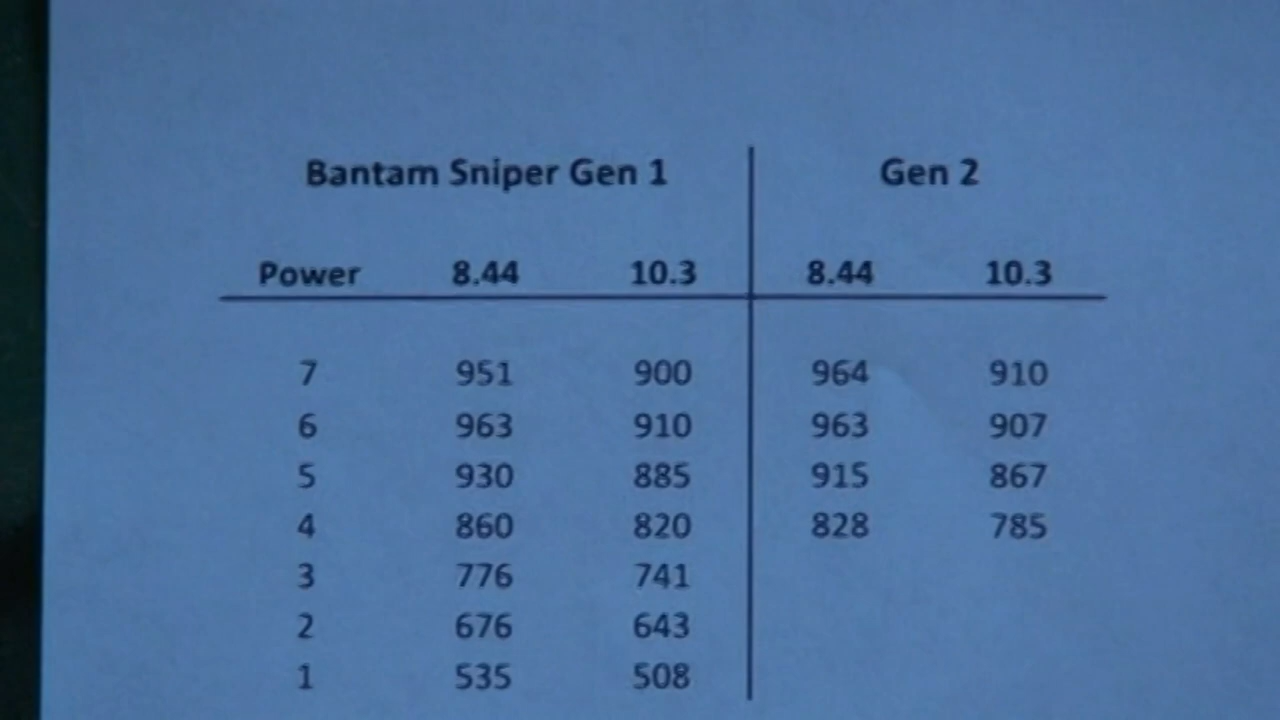 Bantam Sniper Gen 1 Gen 2
Power 8.44 10.3 8.44 10.3
7 951 900 964 910
6 963 910 963 907
5 930 885 915 867
4 860 820 828 785
3 776 741
2 676 643
1 535 508